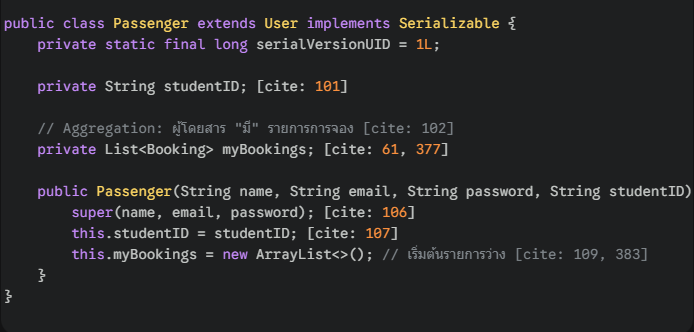 public class Passenger extends User implements Serializable {
    private static final long serialVersionUID = 1L;
    private String studentID; [cite: 101]
    // Aggregation: ผู้โดยสาร "มี" รายการการจอง [cite: 102]
    private List<Booking> myBookings; [cite: 61, 377]
    public Passenger(String name, String email, String password, String studentID)
        super(name, email, password); [cite: 106]
        this.studentID = studentID; [cite: 107]
        this.myBookings = new ArrayList<>(); // เริ่มต้นรายการว่าง [cite: 109, 383]
    }
}